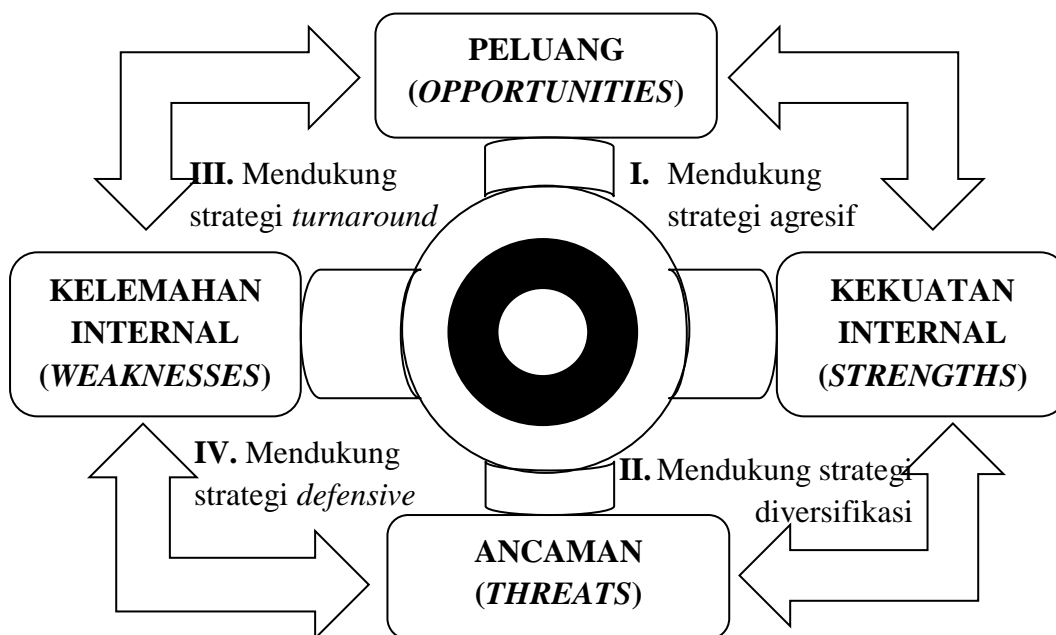 PELUANG
(OPPORTUNITIES)
III. Mendukung
strategi turnaround
I. Mendukung
strategi agresif
KELEMAHAN
INTERNAL
(WEAKNESSES)
KEKUATAN
INTERNAL
(STRENGTHS)
IV. Mendukung
strategi defensive
II. Mendukung strategi
diversifikasi
ANCAMAN
(THREATS)